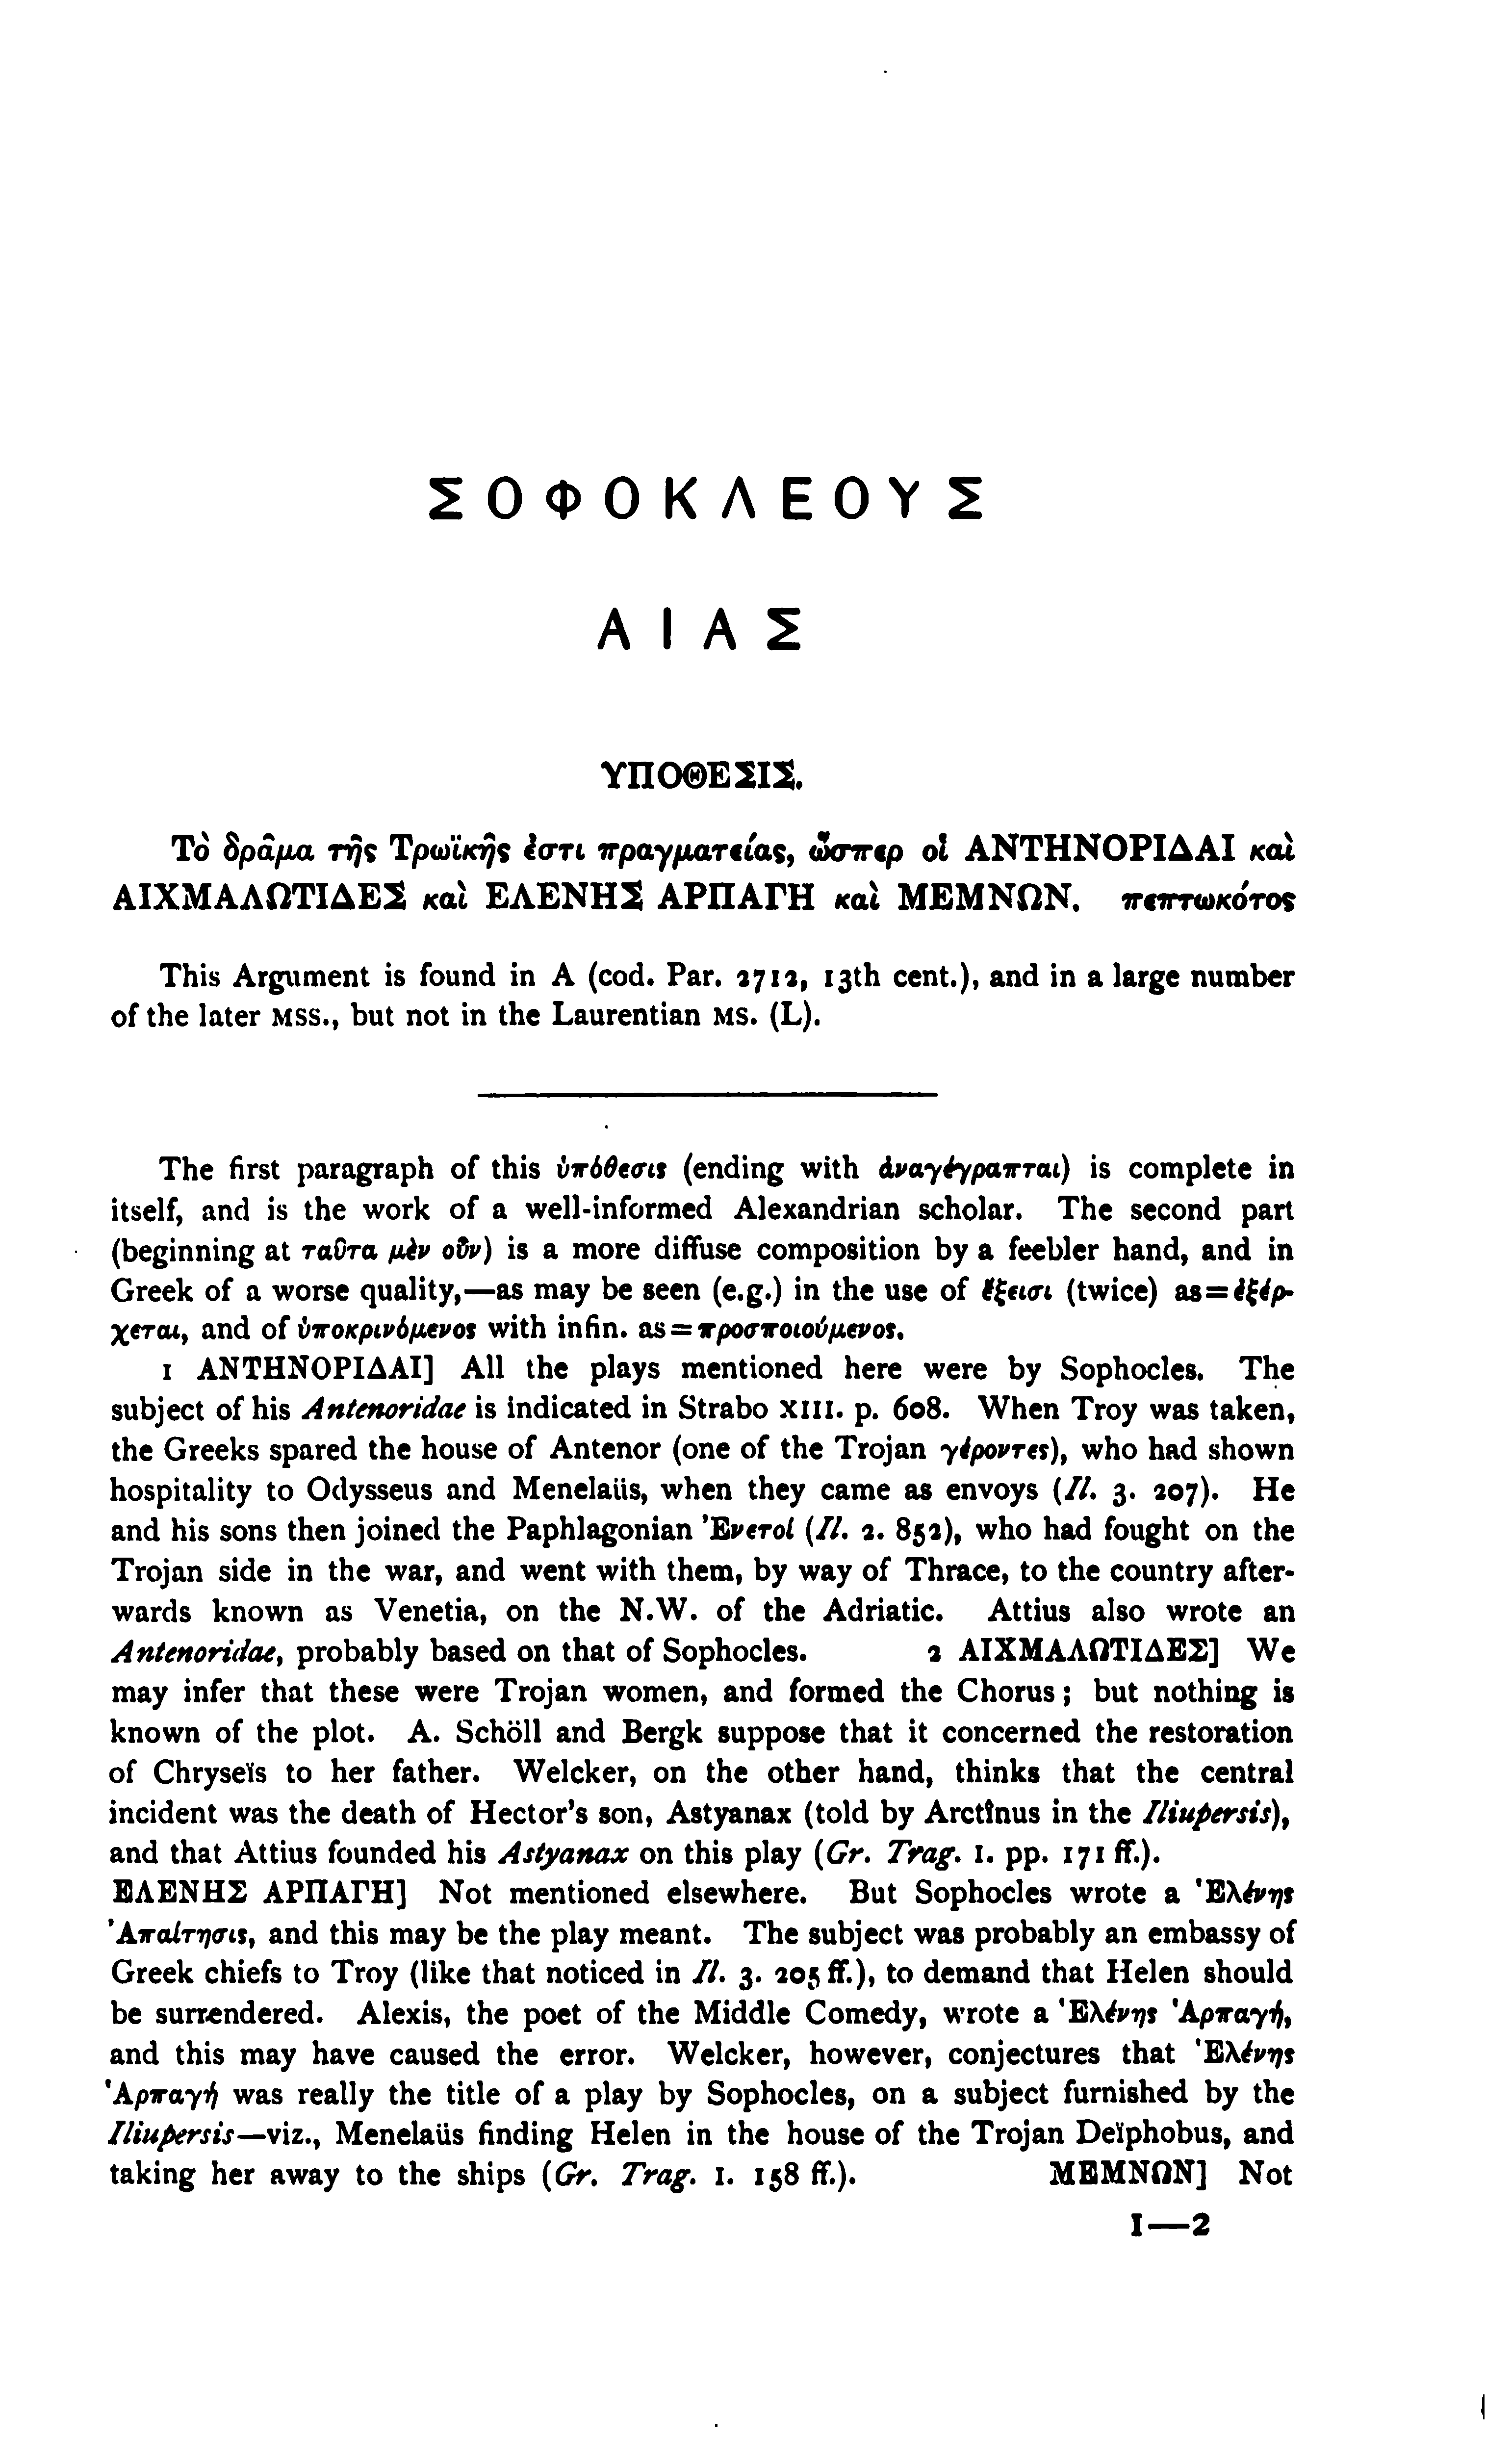 ΣΟΦΟΚΛΕΟΥΣ
ΑΙΑΣ
ΥΠΟΘΕΣΙΣ.
Τὸ δρᾶμα τῆς Τρωϊκῆς ἐστι πραγματείας, ὥσπερ οἱ ΑΝΤΗΝΟΡΙΔΑΙ καὶ
ΑΙΧΜΑΛΩΤΙΔΕΣ καὶ ΕΛΕΝΗΣ ΑΡΠΑΓΗ καὶ ΜΕΜΝΩΝ. πεπτωκότος
This Argument is found in A (cod. Par. 2712, 13th cent.), and in a large number
of the later MSS., but not in the Laurentian MS. (L).
The first paragraph of this ὑπόθεσις (ending with ἀναγέγραπται) is complete in
itself, and is the work of a well-informed Alexandrian scholar. The second part
(beginning at ταῦτα μὲν οὖν) is a more diffuse composition by a feebler hand, and in
Greek of a worse quality,—as may be seen (e.g.) in the use of ἔξεισι (twice) as=ἐξέρ-
χεται, and of ὑποκρινόμενος with infin. as=προσποιούμενος.
1 ΑΝΤΗΝΟΡΙΔΑΙ] All the plays mentioned here were by Sophocles. The
subject of his Antenoridae is indicated in Strabo XIII. p. 608. When Troy was taken,
the Greeks spared the house of Antenor (one of the Trojan γέροντες), who had shown
hospitality to Odysseus and Menelaüs, when they came as envoys (Il. 3. 207). He
and his sons then joined the Paphlagonian Ἐνετοί (Il. 2. 852), who had fought on the
Trojan side in the war, and went with them, by way of Thrace, to the country after-
wards known as Venetia, on the N.W. of the Adriatic. Attius also wrote an
Antenoridae, probably based on that of Sophocles. 2 ΑΙΧΜΑΛΩΤΙΔΕΣ] We
may infer that these were Trojan women, and formed the Chorus; but nothing is
known of the plot. A. Schöll and Bergk suppose that it concerned the restoration
of Chryseïs to her father. Welcker, on the other hand, thinks that the central
incident was the death of Hector's son, Astyanax (told by Arctînus in the Iliupersis),
and that Attius founded his Astyanax on this play (Gr. Trag. I. pp. 171 ff.).
ΕΛΕΝΗΣ ΑΡΠΑΓΗ] Not mentioned elsewhere. But Sophocles wrote a Ἑλένης
Ἀπαίτησις, and this may be the play meant. The subject was probably an embassy of
Greek chiefs to Troy (like that noticed in Il. 3. 205 ff.), to demand that Helen should
be surrendered. Alexis, the poet of the Middle Comedy, wrote a Ἑλένης Ἁρπαγή,
and this may have caused the error. Welcker, however, conjectures that Ἑλένης
Ἁρπαγή was really the title of a play by Sophocles, on a subject furnished by the
Iliupersis—viz., Menelaüs finding Helen in the house of the Trojan Deïphobus, and
taking her away to the ships (Gr. Trag. I. 158 ff.). ΜΕΜΝΩΝ] Not
1—2